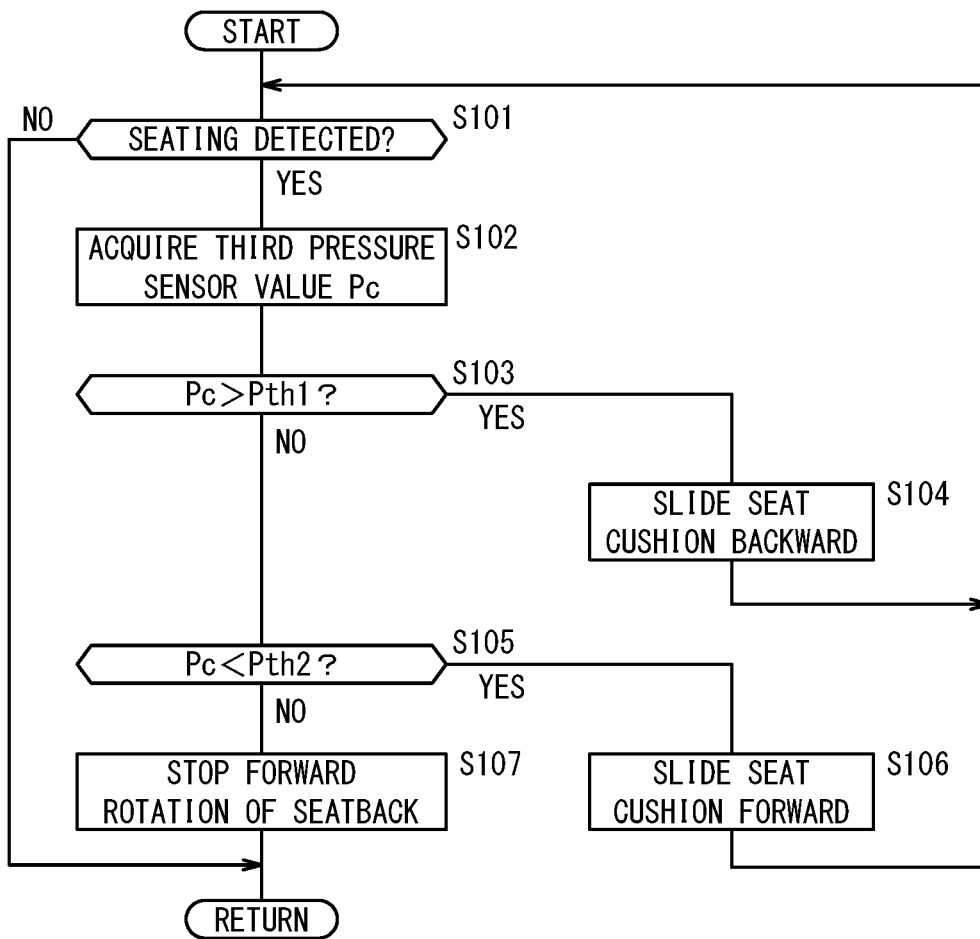 START
NO
SEATING DETECTED?
S101
YES
ACQUIRE THIRD PRESSURE
SENSOR VALUE Pc
S102
Pc>Pth1?
S103
YES
NO
SLIDE SEAT
CUSHION BACKWARD
S104
Pc<Pth2?
S105
YES
NO
STOP FORWARD
ROTATION OF SEATBACK
S107
SLIDE SEAT
CUSHION FORWARD
S106
RETURN